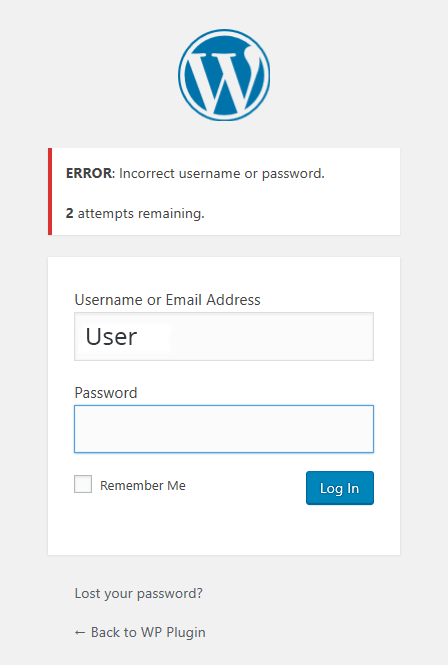 ERROR: Incorrect username or password.
2 attempts remaining.
Username or Email Address
User
Password
Remember Me
Log In
Lost your password?
← Back to WP Plugin